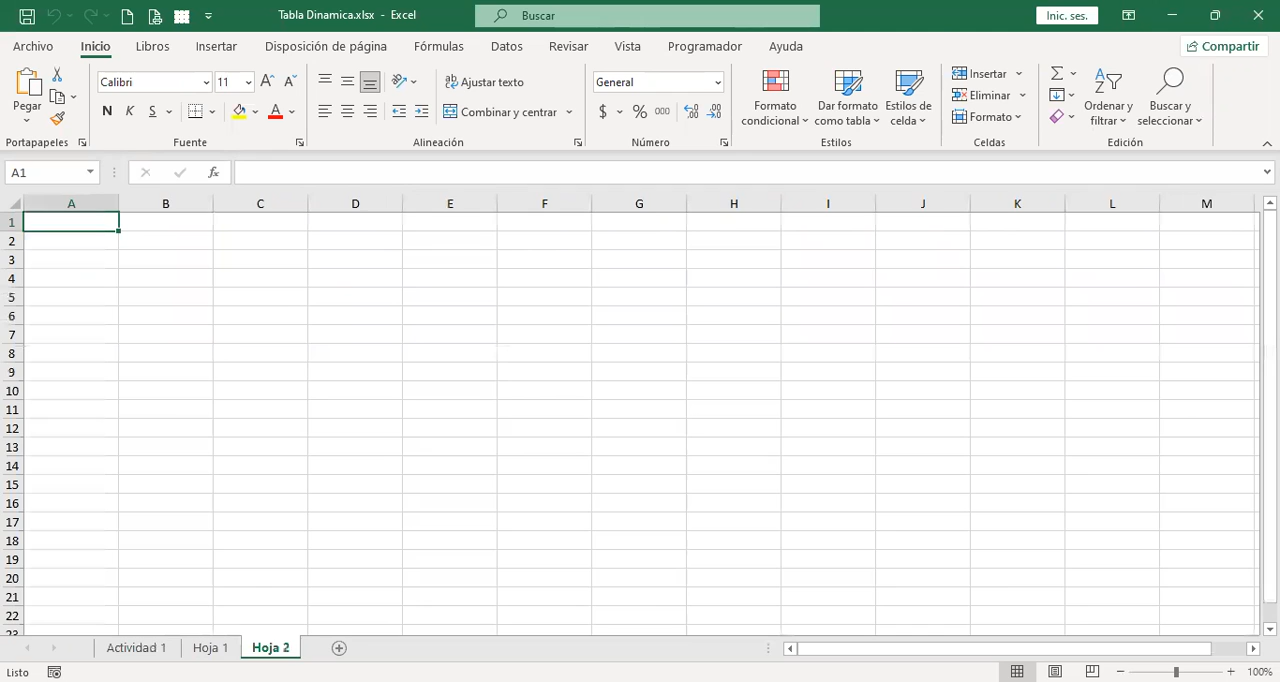 Tabla Dinamica.xlsx - Excel
Buscar
Inic. ses.
Archivo Inicio Libros Insertar Disposición de página Fórmulas Datos Revisar Vista Programador Ayuda
Compartir
Pegar
Calibri 11
N K S
Ajustar texto
Combinar y centrar
General
$ % 000
Formato condicional
Dar formato como tabla
Estilos de celda
Insertar
Eliminar
Formato
Ordenar y filtrar
Buscar y seleccionar
Portapapeles Fuente Alineación Número Estilos Celdas Edición
A1 fx
A B C D E F G H I J K L M
1
2
3
4
5
6
7
8
9
10
11
12
13
14
15
16
17
18
19
20
21
22
23
Actividad 1 Hoja 1 Hoja 2
Listo 100%